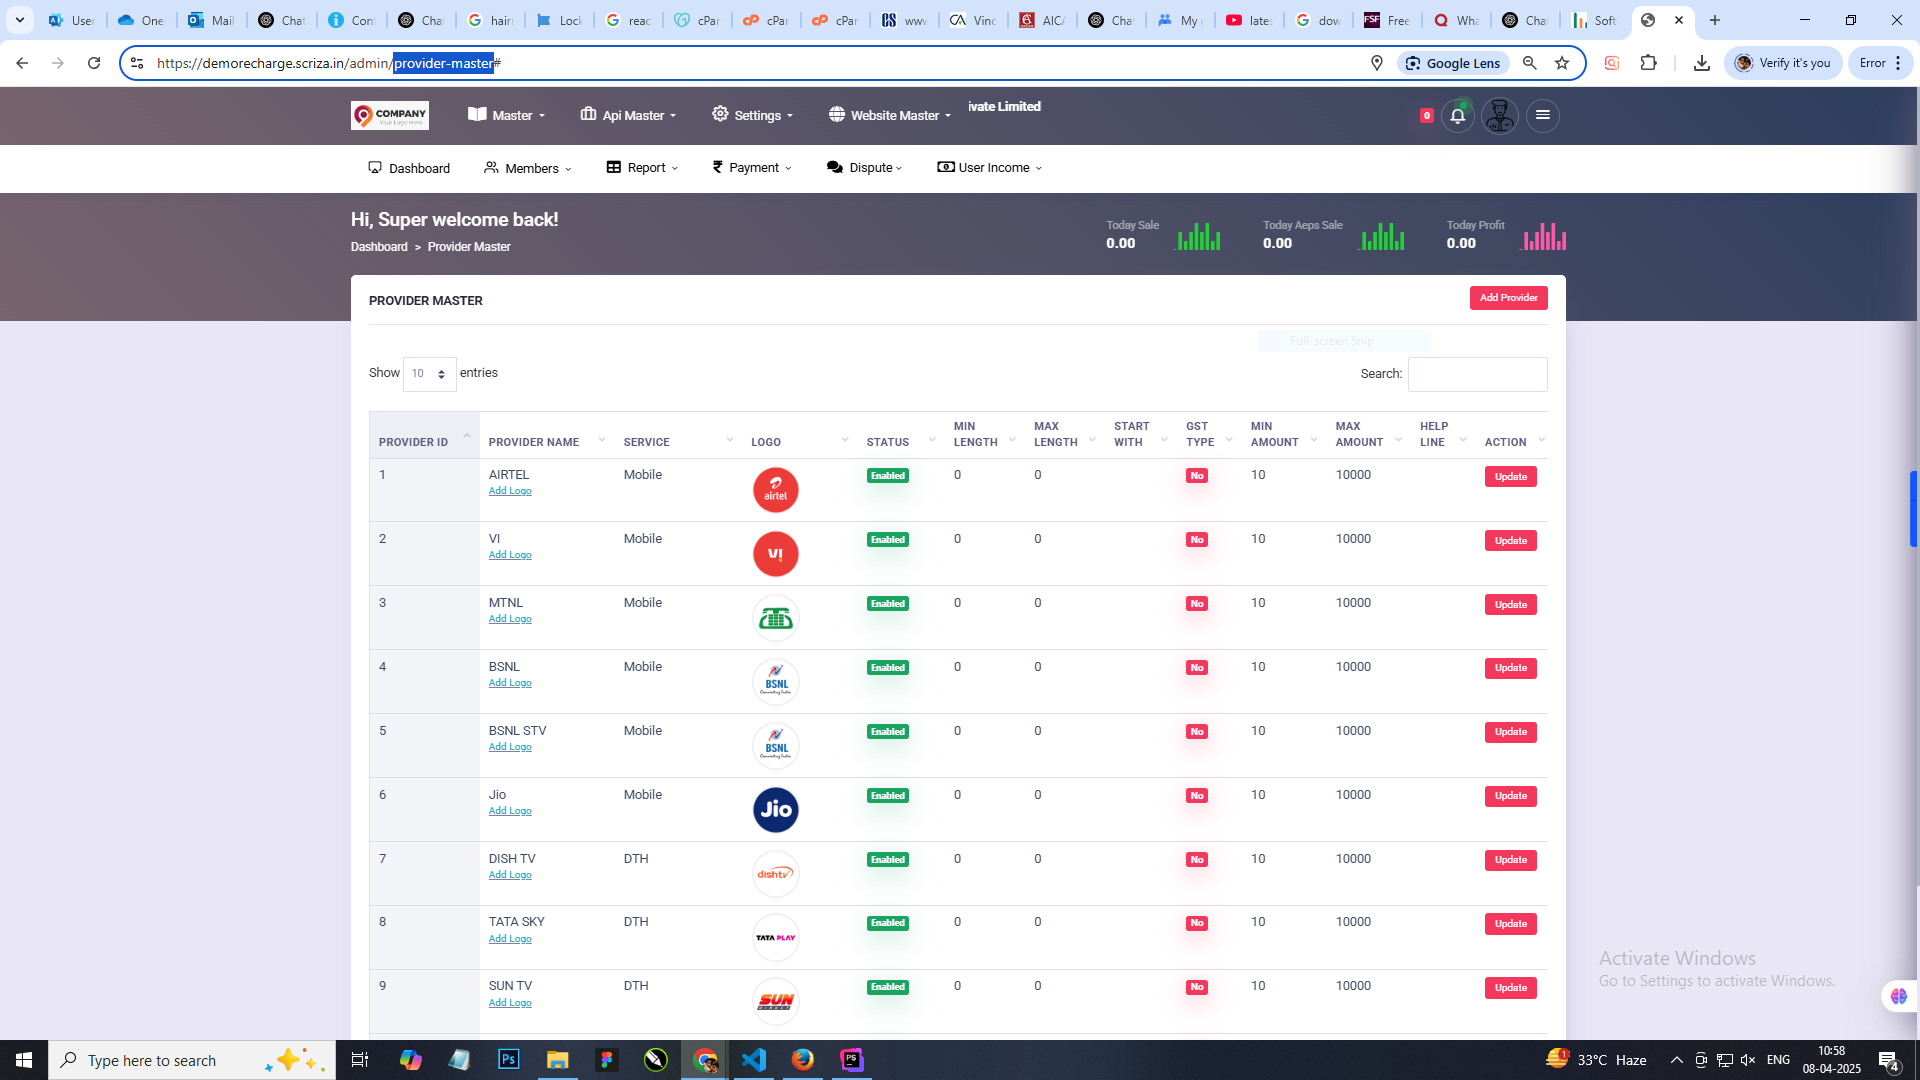 User
One
Mail
Chat
Con
Chat
hair
Lock
reac
cPar
cPar
cPar
www
Vinc
AICA
Chat
My
late
dow
Free
Wha
Chat
Soft
https://demorecharge.scriza.in/admin/provider-master#
Google Lens
Verify it's you
Error
COMPANY
Your Logo Here
Master
Api Master
Settings
Website Master
ivate Limited
0
Dashboard
Members
Report
Payment
Dispute
User Income
Hi, Super welcome back!
Dashboard > Provider Master
Today Sale
0.00
Today Aeps Sale
0.00
Today Profit
0.00
PROVIDER MASTER
Add Provider
Full-screen Snip
Show 10 entries
Search:
PROVIDER ID PROVIDER NAME SERVICE LOGO STATUS MIN LENGTH MAX LENGTH START WITH GST TYPE MIN AMOUNT MAX AMOUNT HELP LINE ACTION
1 AIRTEL Mobile airtel Enabled 0 0 No 10 10000 Update
Add Logo
2 VI Mobile VI Enabled 0 0 No 10 10000 Update
Add Logo
3 MTNL Mobile Enabled 0 0 No 10 10000 Update
Add Logo
4 BSNL Mobile BSNL Connecting India Enabled 0 0 No 10 10000 Update
Add Logo
5 BSNL STV Mobile BSNL Connecting India Enabled 0 0 No 10 10000 Update
Add Logo
6 Jio Mobile Jio Enabled 0 0 No 10 10000 Update
Add Logo
7 DISH TV DTH dishtv Enabled 0 0 No 10 10000 Update
Add Logo
8 TATA SKY DTH TATA PLAY Enabled 0 0 No 10 10000 Update
Add Logo
9 SUN TV DTH SUN DIRECT Enabled 0 0 No 10 10000 Update
Add Logo
Activate Windows
Go to Settings to activate Windows.
Type here to search
Ps
PS
1
33°C Haze
ENG
10:58
08-04-2025
4